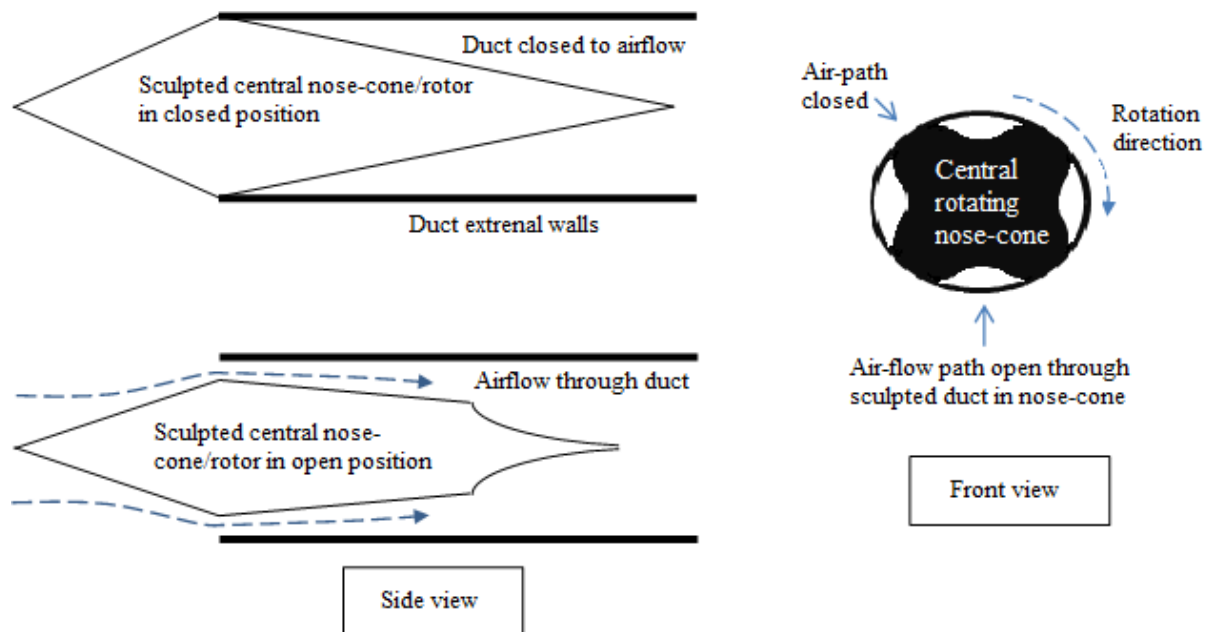 Duct closed to airflow
Sculpted central nose-cone/rotor
in closed position
Duct extrenal walls
Airflow through duct
Sculpted central nose-
cone/rotor in open position
Side view
Air-path
closed
Rotation
direction
Central
rotating
nose-cone
Air-flow path open through
sculpted duct in nose-cone
Front view